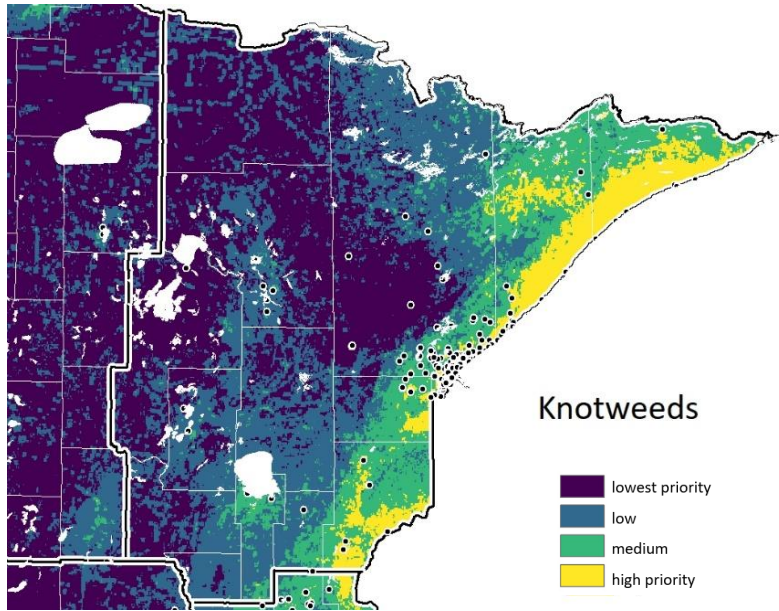 Knotweeds
lowest priority
low
medium
high priority